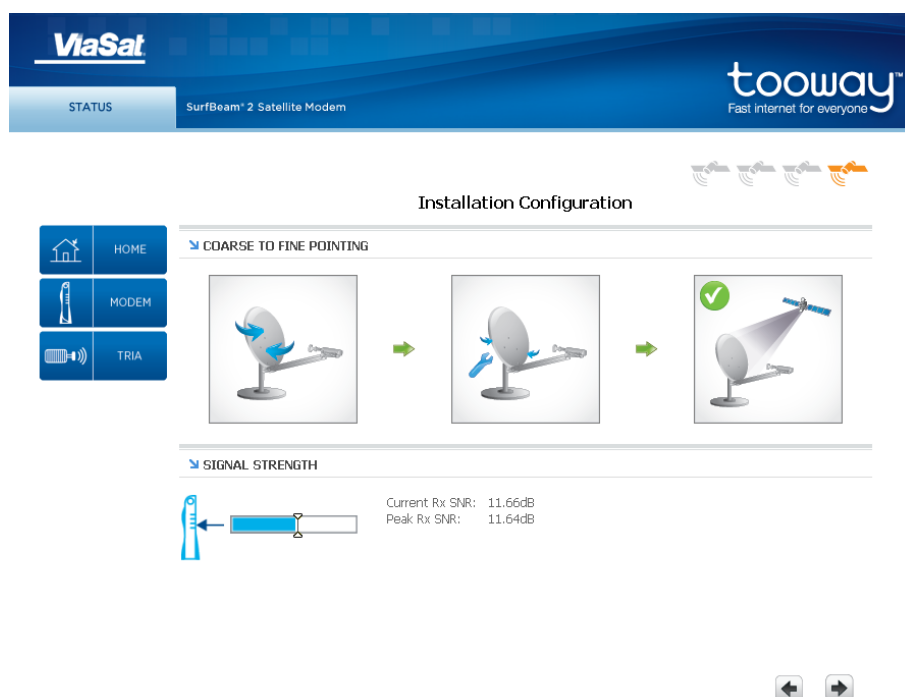 ViaSat
tooway™
Fast internet for everyone
STATUS
SurfBeam® 2 Satellite Modem
Installation Configuration
HOME
MODEM
TRIA
COARSE TO FINE POINTING
SIGNAL STRENGTH
Current Rx SNR: 11.66dB
Peak Rx SNR: 11.64dB